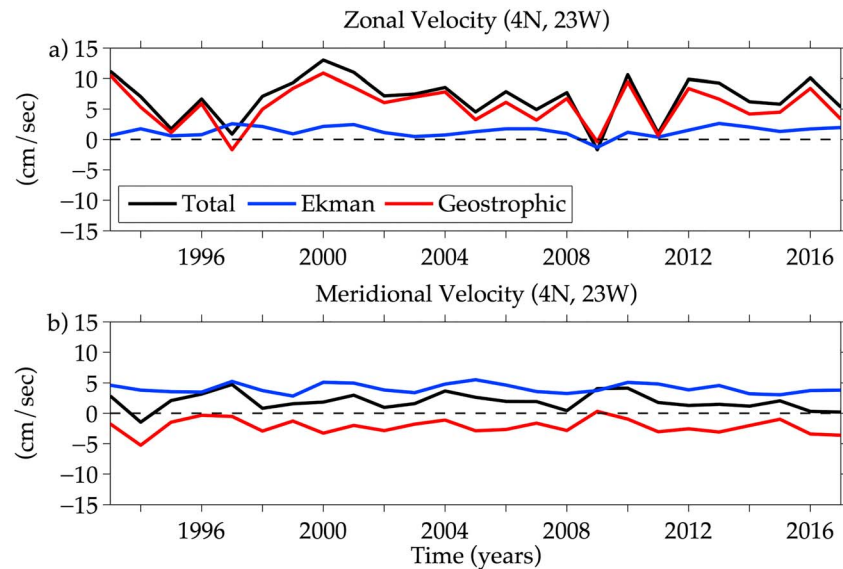 Zonal Velocity (4N, 23W)
a)
15
10
5
0
−5
−10
−15
(cm/sec)
Total Ekman Geostrophic
1996 2000 2004 2008 2012 2016
Meridional Velocity (4N, 23W)
b)
15
10
5
0
−5
−10
−15
(cm/sec)
1996 2000 2004 2008 2012 2016
Time (years)